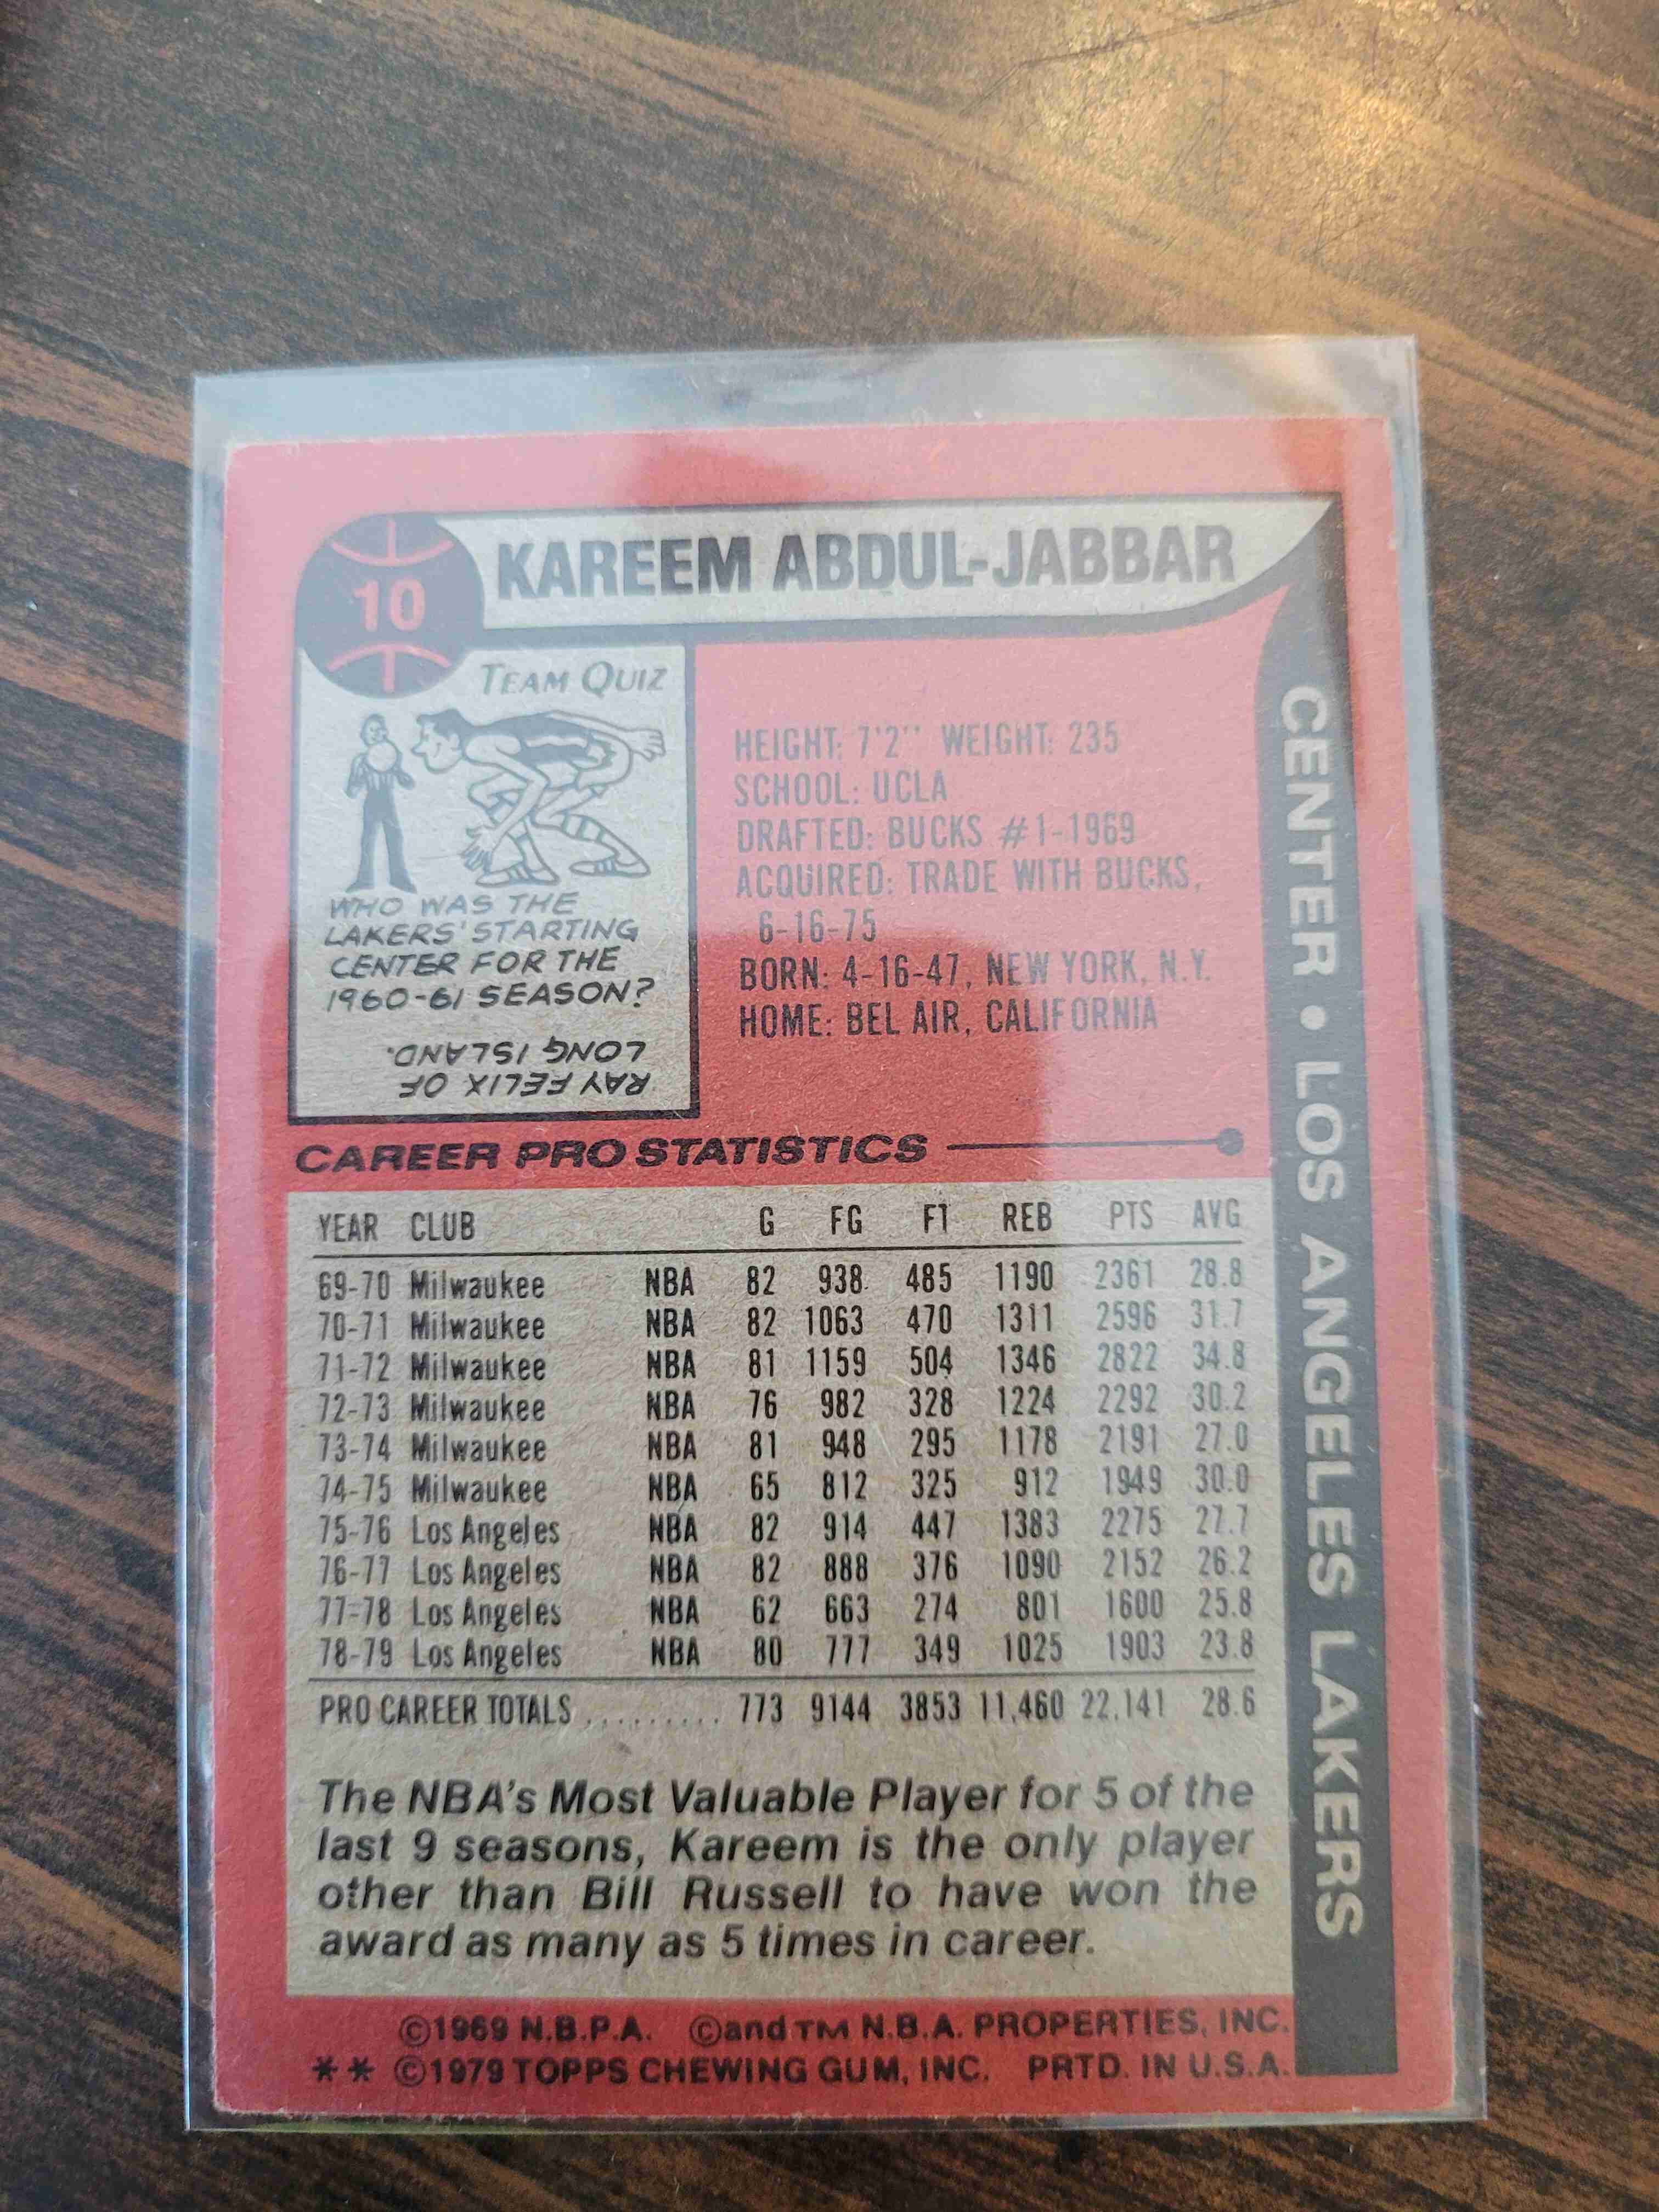 10
KAREEM ABDUL-JABBAR
TEAM QUIZ
WHO WAS THE
LAKERS' STARTING
CENTER FOR THE
1960-61 SEASON?
RAY FELIX OF
LONG ISLAND.
HEIGHT: 7'2" WEIGHT: 235
SCHOOL: UCLA
DRAFTED: BUCKS #1-1969
ACQUIRED: TRADE WITH BUCKS,
6-16-75
BORN: 4-16-47, NEW YORK, N.Y.
HOME: BEL AIR, CALIFORNIA
CENTER • LOS ANGELES LAKERS
CAREER PRO STATISTICS
YEAR CLUB G FG FT REB PTS AVG
69-70 Milwaukee NBA 82 938 485 1190 2361 28.8
70-71 Milwaukee NBA 82 1063 470 1311 2596 31.7
71-72 Milwaukee NBA 81 1159 504 1346 2822 34.8
72-73 Milwaukee NBA 76 982 328 1224 2292 30.2
73-74 Milwaukee NBA 81 948 295 1178 2191 27.0
74-75 Milwaukee NBA 65 812 325 912 1949 30.0
75-76 Los Angeles NBA 82 914 447 1383 2275 27.7
76-77 Los Angeles NBA 82 888 376 1090 2152 26.2
77-78 Los Angeles NBA 62 663 274 801 1600 25.8
78-79 Los Angeles NBA 80 777 349 1025 1903 23.8
PRO CAREER TOTALS ......... 773 9144 3853 11,460 22,141 28.6
The NBA's Most Valuable Player for 5 of the
last 9 seasons, Kareem is the only player
other than Bill Russell to have won the
award as many as 5 times in career.
©1969 N.B.P.A. ©and TM N.B.A. PROPERTIES, INC.
** ©1979 TOPPS CHEWING GUM, INC. PRTD. IN U.S.A.